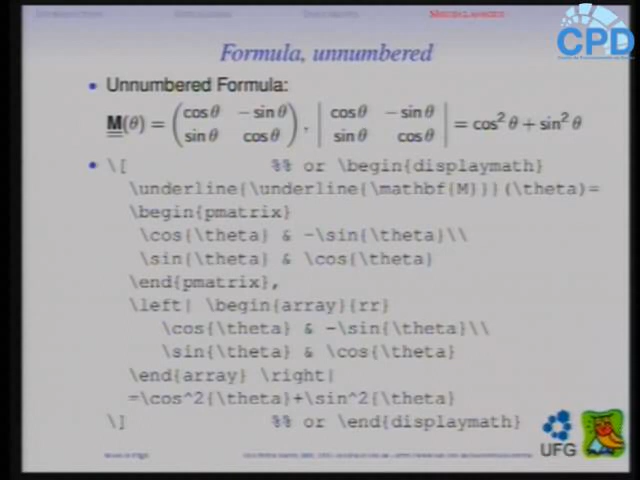 Miscellaneous
CPD
Formula, unnumbered
• Unnumbered Formula:
M(θ) = ( cos θ − sin θ
sin θ cos θ ) , | cos θ − sin θ
sin θ cos θ | = cos² θ + sin² θ
• \[ %% or \begin{displaymath}
\underline{\underline{\mathbf{M}}}(\theta)=
\begin{pmatrix}
\cos{\theta} & -\sin{\theta}\\
\sin{\theta} & \cos{\theta}
\end{pmatrix},
\left| \begin{array}{rr}
\cos{\theta} & -\sin{\theta}\\
\sin{\theta} & \cos{\theta}
\end{array} \right|
=\cos^2{\theta}+\sin^2{\theta}
\] %% or \end{displaymath}
UFG